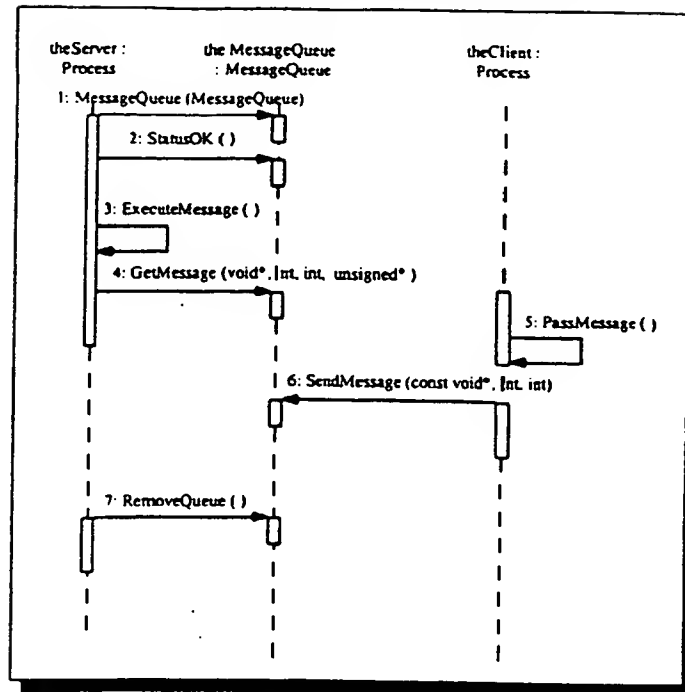 theServer :
Process
the MessageQueue
: MessageQueue
theClient :
Process
1: MessageQueue (MessageQueue)
2: StatusOK ( )
3: ExecuteMessage ( )
4: GetMessage (void*, Int, int, unsigned* )
5: PassMessage ( )
6: SendMessage (const void*, Int, int)
7: RemoveQueue ( )